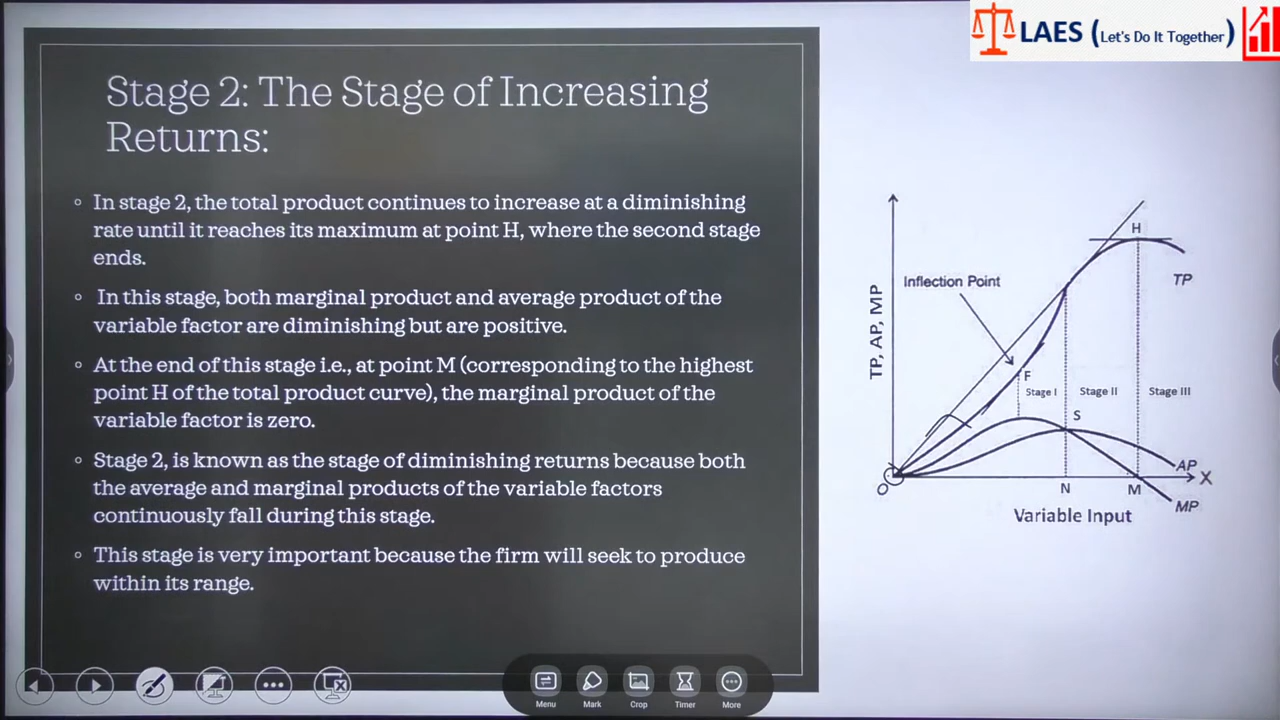 LAES (Let's Do It Together)
Stage 2: The Stage of Increasing
Returns:
In stage 2, the total product continues to increase at a diminishing
rate until it reaches its maximum at point H, where the second stage
ends.
In this stage, both marginal product and average product of the
variable factor are diminishing but are positive.
At the end of this stage i.e., at point M (corresponding to the highest
point H of the total product curve), the marginal product of the
variable factor is zero.
Stage 2, is known as the stage of diminishing returns because both
the average and marginal products of the variable factors
continuously fall during this stage.
This stage is very important because the firm will seek to produce
within its range.
H
Inflection Point
TP
TP, AP, MP
F
Stage I
Stage II
Stage III
S
AP
X
O
N
M
MP
Variable Input
Menu
Mark
Crop
Timer
More